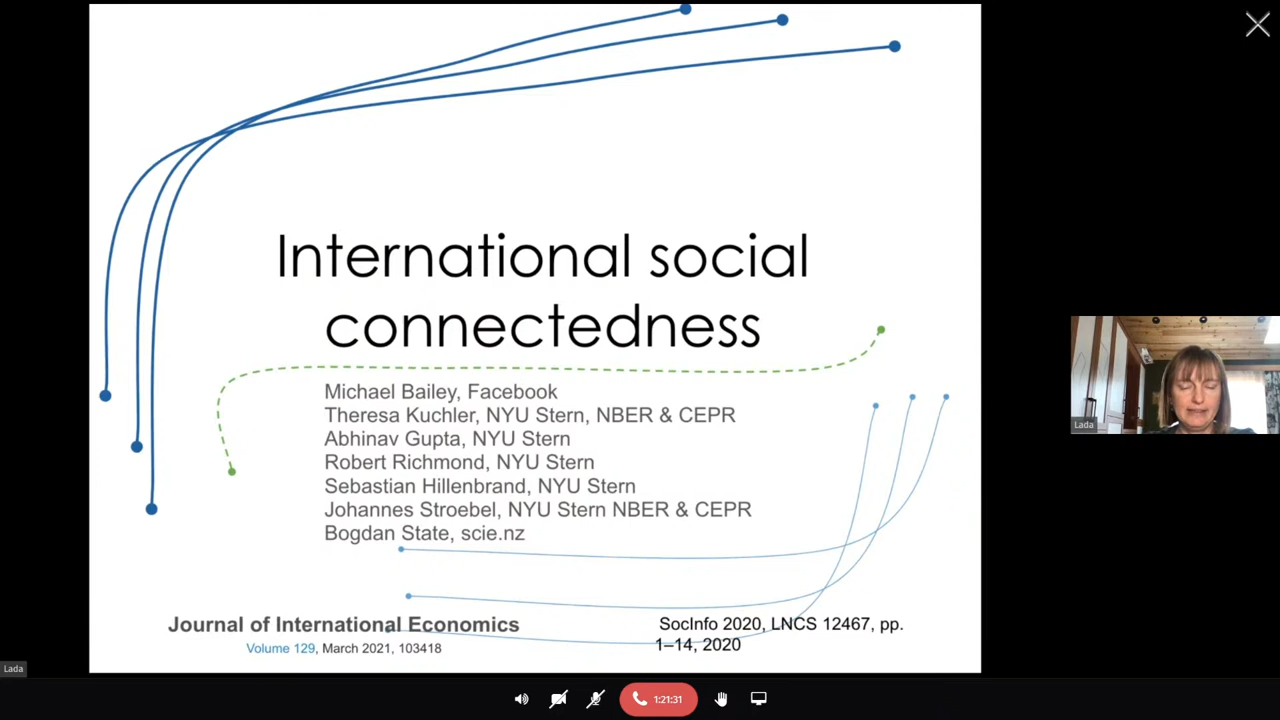 International social
connectedness
Michael Bailey, Facebook
Theresa Kuchler, NYU Stern, NBER & CEPR
Abhinav Gupta, NYU Stern
Robert Richmond, NYU Stern
Sebastian Hillenbrand, NYU Stern
Johannes Stroebel, NYU Stern NBER & CEPR
Bogdan State, scie.nz
Journal of International Economics
Volume 129, March 2021, 103418
SocInfo 2020, LNCS 12467, pp.
1–14, 2020
Lada
Lada
1:21:31